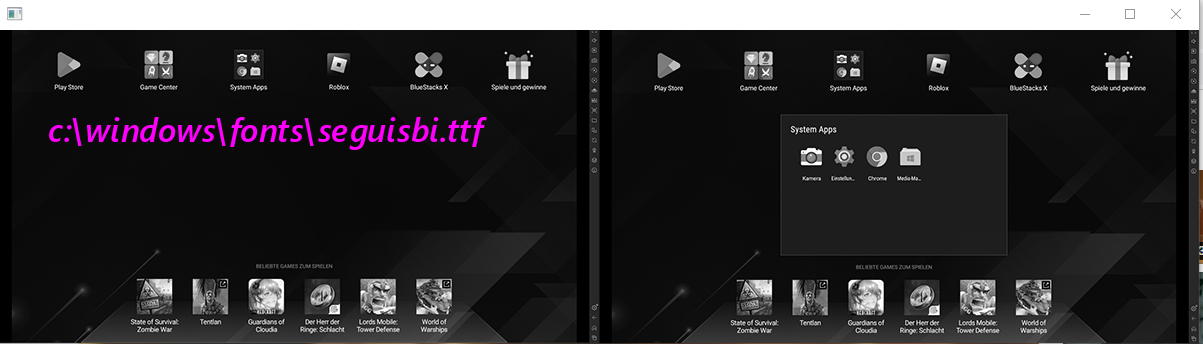 Play Store
Game Center
System Apps
Roblox
BlueStacks X
Spiele und gewinne
c:\windows\fonts\seguisbi.ttf
BELIEBTE GAMES ZUM SPIELEN
State of Survival:
Zombie War
Tentlan
Guardians of
Cloudia
Der Herr der
Ringe: Schlacht
Lords Mobile:
Tower Defense
World of
Warships
Play Store
Game Center
System Apps
Roblox
BlueStacks X
Spiele und gewinne
System Apps
Kamera
Einstellun...
Chrome
Media-Ma...
BELIEBTE GAMES ZUM SPIELEN
State of Survival:
Zombie War
Tentlan
Guardians of
Cloudia
Der Herr der
Ringe: Schlacht
Lords Mobile:
Tower Defense
World of
Warships